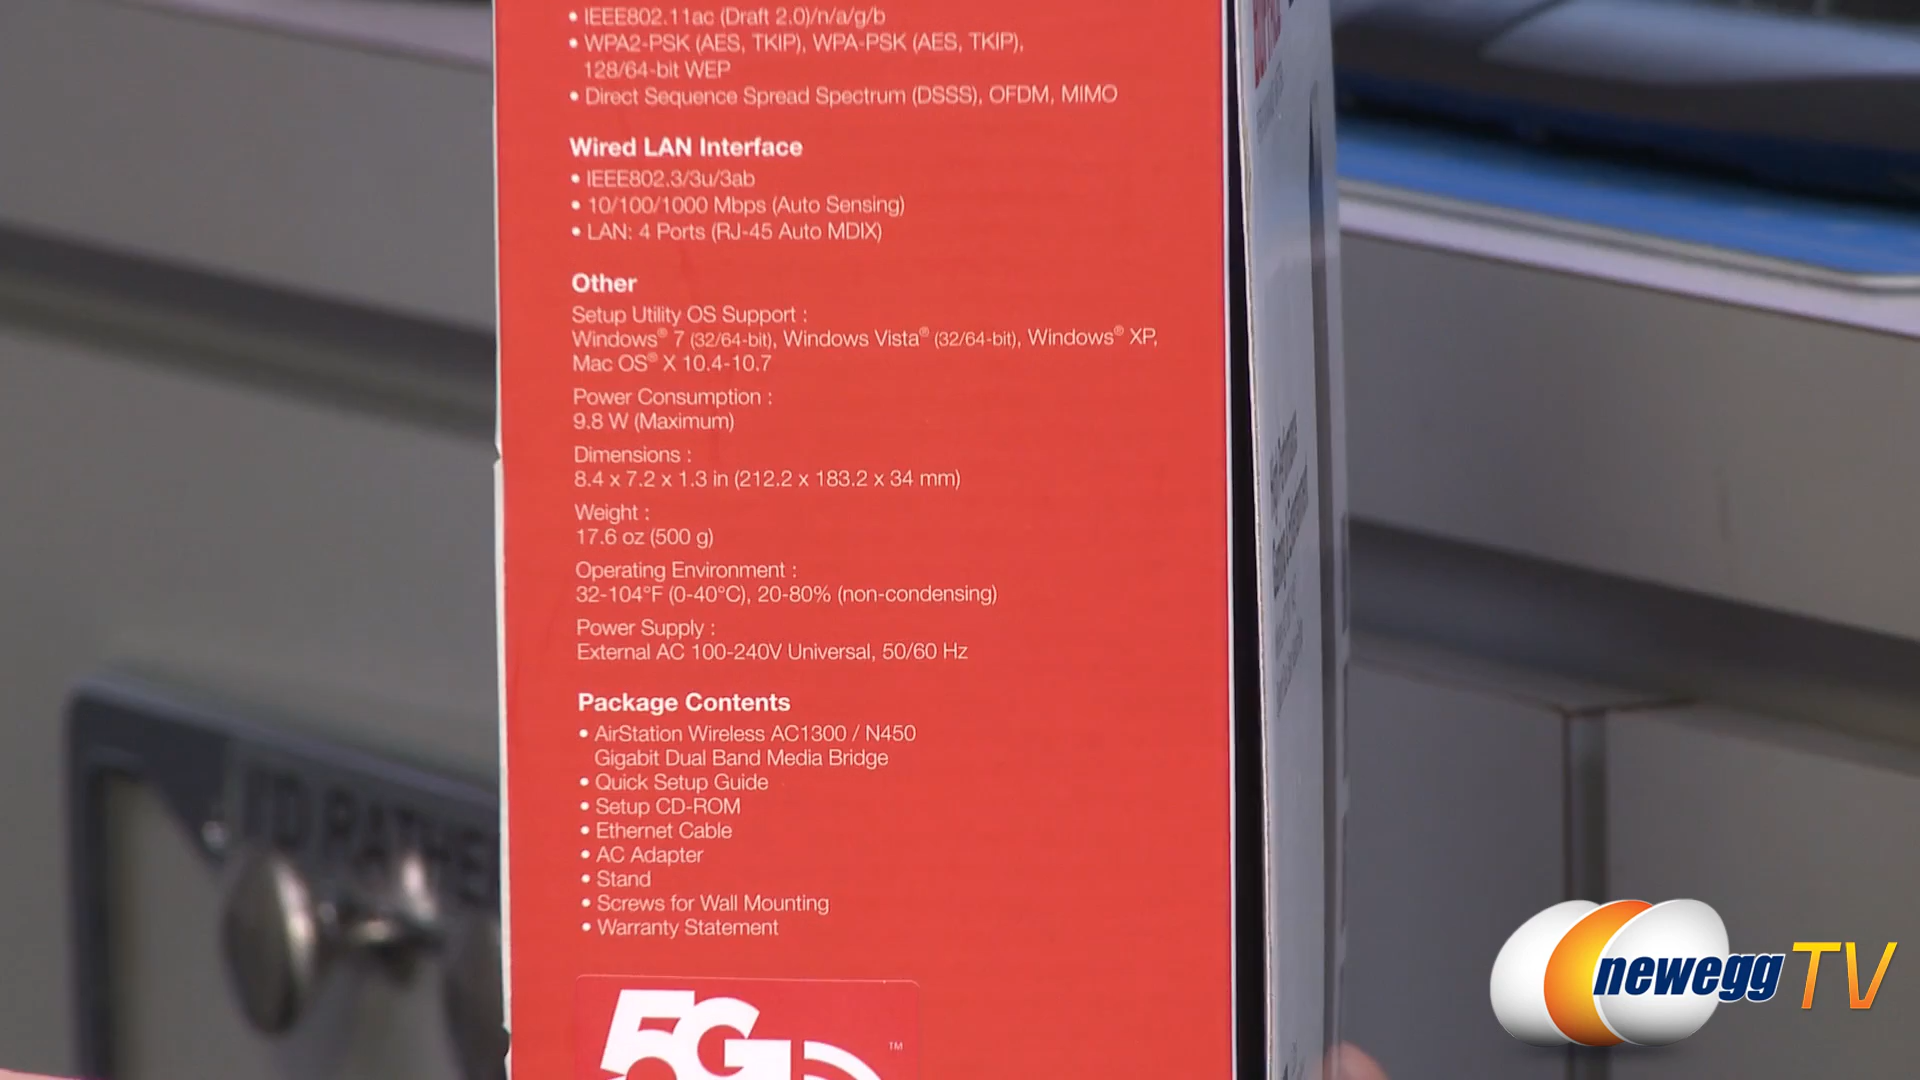 • IEEE802.11ac (Draft 2.0)/n/a/g/b
• WPA2-PSK (AES, TKIP), WPA-PSK (AES, TKIP),
128/64-bit WEP
• Direct Sequence Spread Spectrum (DSSS), OFDM, MIMO
Wired LAN Interface
• IEEE802.3/3u/3ab
• 10/100/1000 Mbps (Auto Sensing)
• LAN: 4 Ports (RJ-45 Auto MDIX)
Other
Setup Utility OS Support :
Windows® 7 (32/64-bit), Windows Vista® (32/64-bit), Windows® XP,
Mac OS® X 10.4-10.7
Power Consumption :
9.8 W (Maximum)
Dimensions :
8.4 x 7.2 x 1.3 in (212.2 x 183.2 x 34 mm)
Weight :
17.6 oz (500 g)
Operating Environment :
32-104°F (0-40°C), 20-80% (non-condensing)
Power Supply :
External AC 100-240V Universal, 50/60 Hz
Package Contents
• AirStation Wireless AC1300 / N450
Gigabit Dual Band Media Bridge
• Quick Setup Guide
• Setup CD-ROM
• Ethernet Cable
• AC Adapter
• Stand
• Screws for Wall Mounting
• Warranty Statement
5G
TM
I'D RATHE
newegg TV